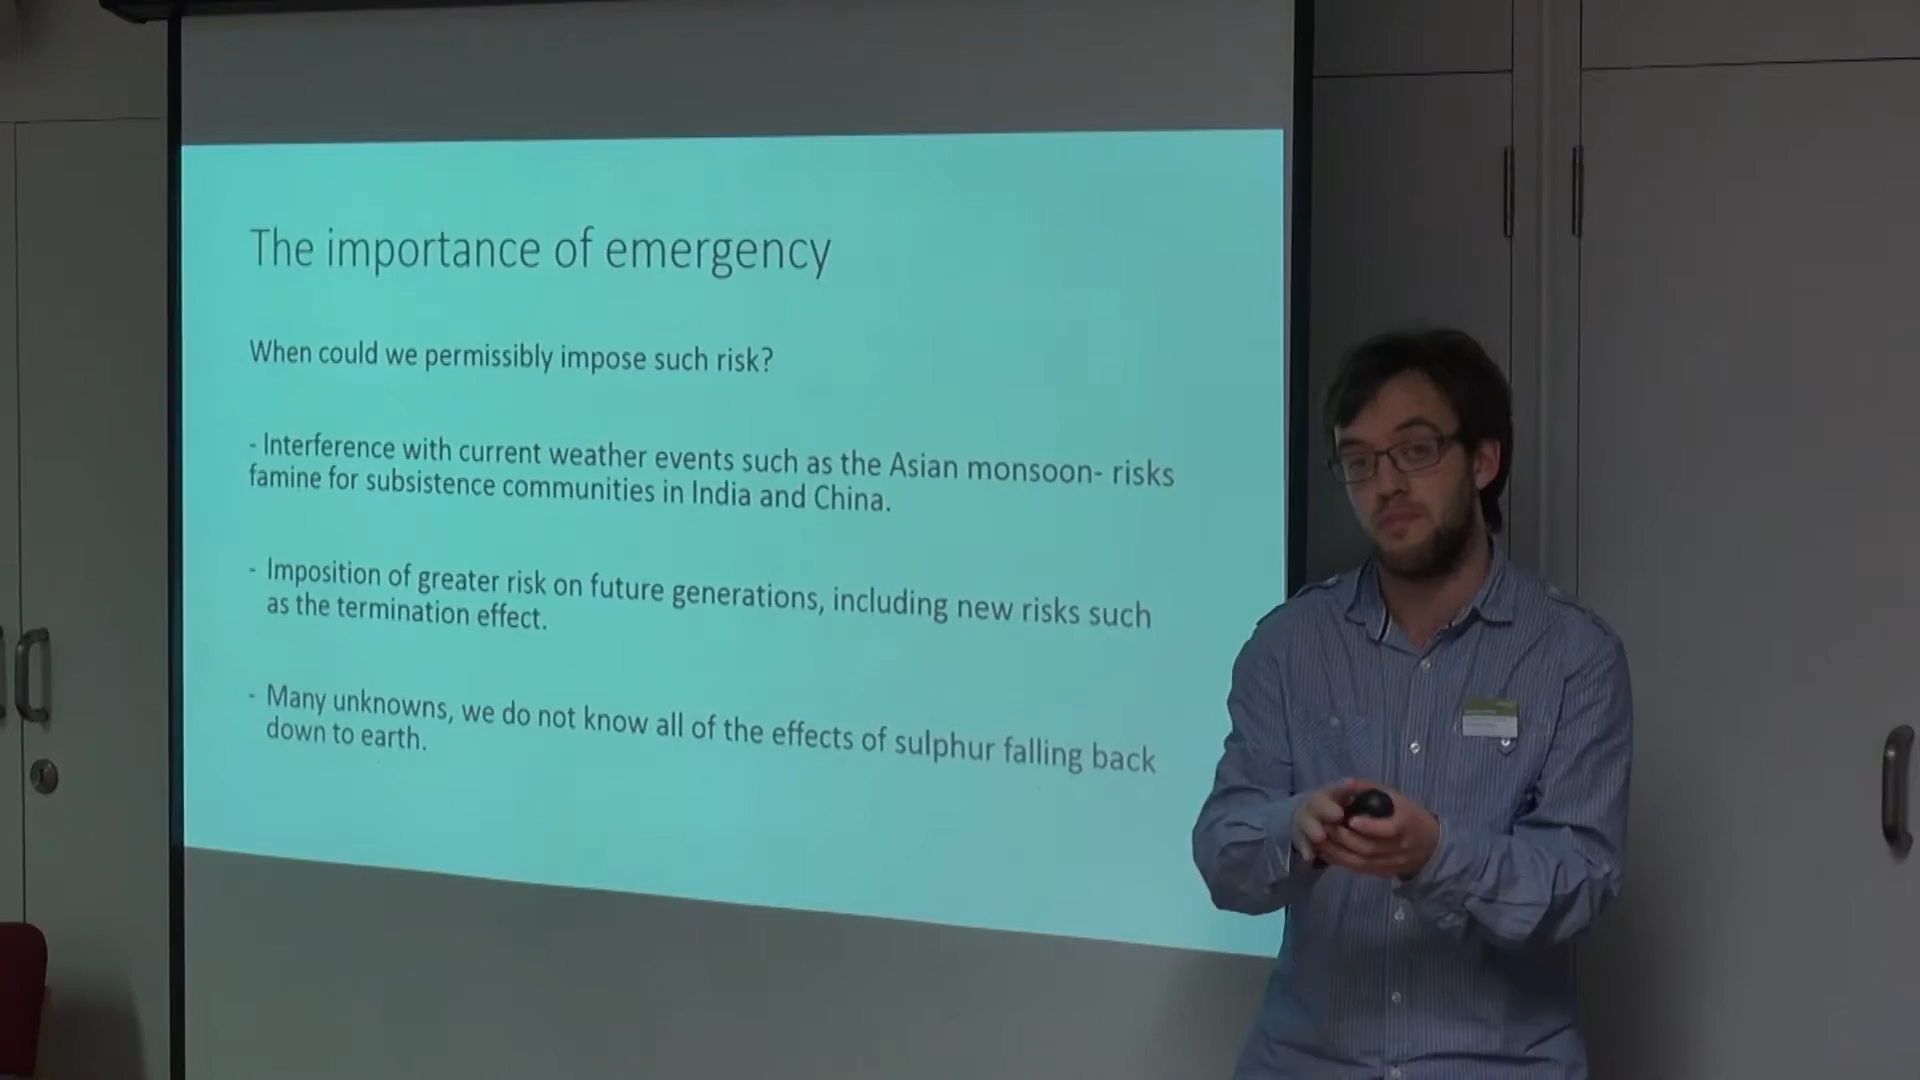 The importance of emergency
When could we permissibly impose such risk?
- Interference with current weather events such as the Asian monsoon- risks
famine for subsistence communities in India and China.
- Imposition of greater risk on future generations, including new risks such
as the termination effect.
- Many unknowns, we do not know all of the effects of sulphur falling back
down to earth.